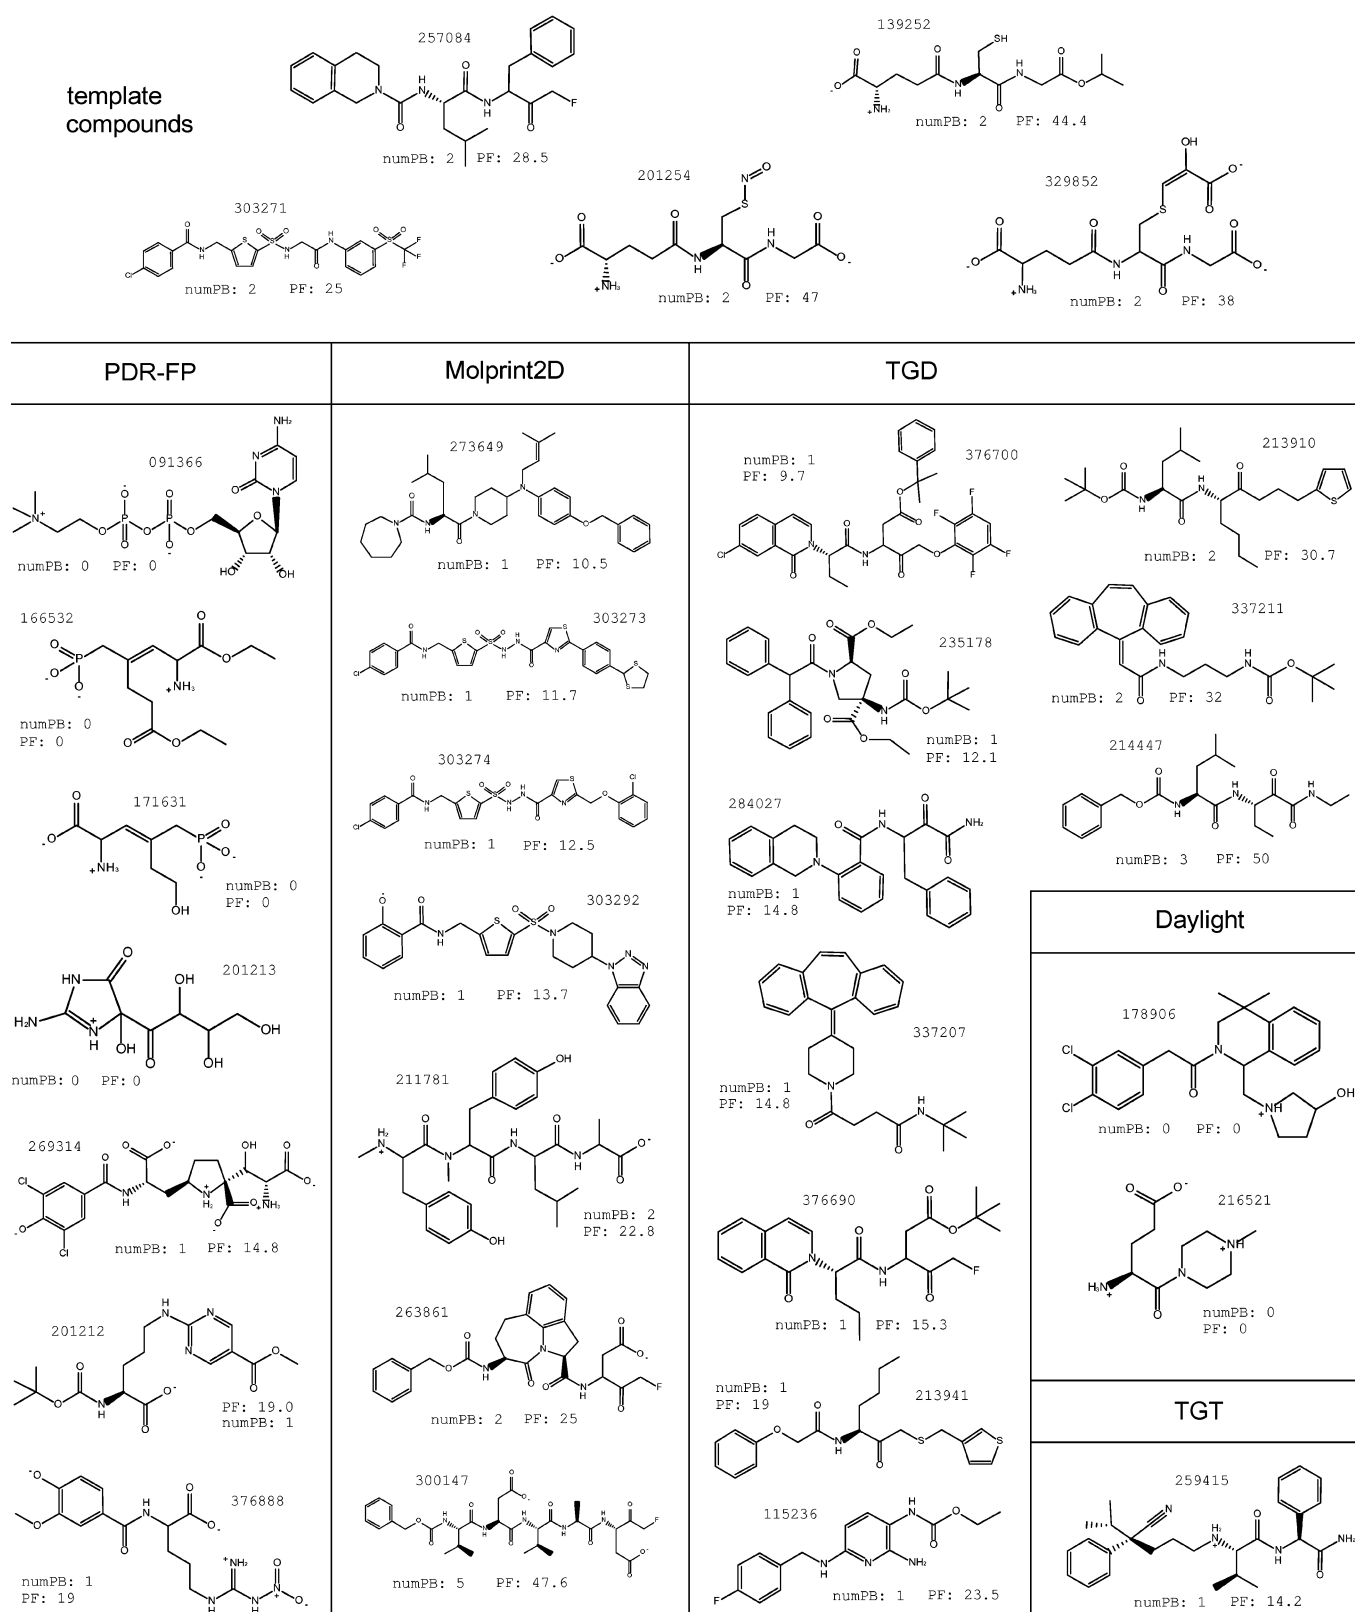 template
compounds
257084
numPB: 2 PF: 28.5
139252
numPB: 2 PF: 44.4
303271
numPB: 2 PF: 25
201254
numPB: 2 PF: 47
329852
numPB: 2 PF: 38
PDR-FP
091366
numPB: 0 PF: 0
166532
numPB: 0
PF: 0
171631
numPB: 0
PF: 0
201213
numPB: 0 PF: 0
269314
numPB: 1 PF: 14.8
201212
PF: 19.0
numPB: 1
376888
numPB: 1
PF: 19
Molprint2D
273649
numPB: 1 PF: 10.5
303273
numPB: 1 PF: 11.7
303274
numPB: 1 PF: 12.5
303292
numPB: 1 PF: 13.7
211781
numPB: 2
PF: 22.8
263861
numPB: 2 PF: 25
300147
numPB: 5 PF: 47.6
TGD
376700
numPB: 1
PF: 9.7
235178
numPB: 1
PF: 12.1
284027
numPB: 1
PF: 14.8
337207
numPB: 1
PF: 14.8
376690
numPB: 1 PF: 15.3
213941
numPB: 1
PF: 19
115236
numPB: 1 PF: 23.5
213910
numPB: 2 PF: 30.7
337211
numPB: 2 PF: 32
214447
numPB: 3 PF: 50
Daylight
178906
numPB: 0 PF: 0
216521
numPB: 0
PF: 0
TGT
259415
numPB: 1 PF: 14.2